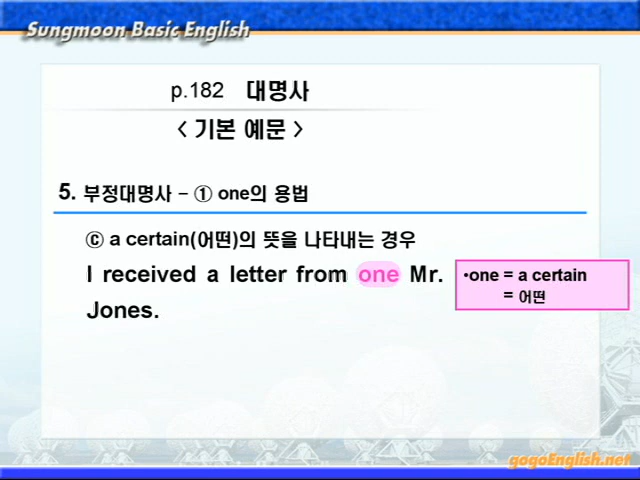 Sungmoon Basic English
p.182 대명사
< 기본 예문 >
5. 부정대명사 – ① one의 용법
ⓒ a certain(어떤)의 뜻을 나타내는 경우
I received a letter from one Mr.
Jones.
•one = a certain
= 어떤
gogoEnglish.net